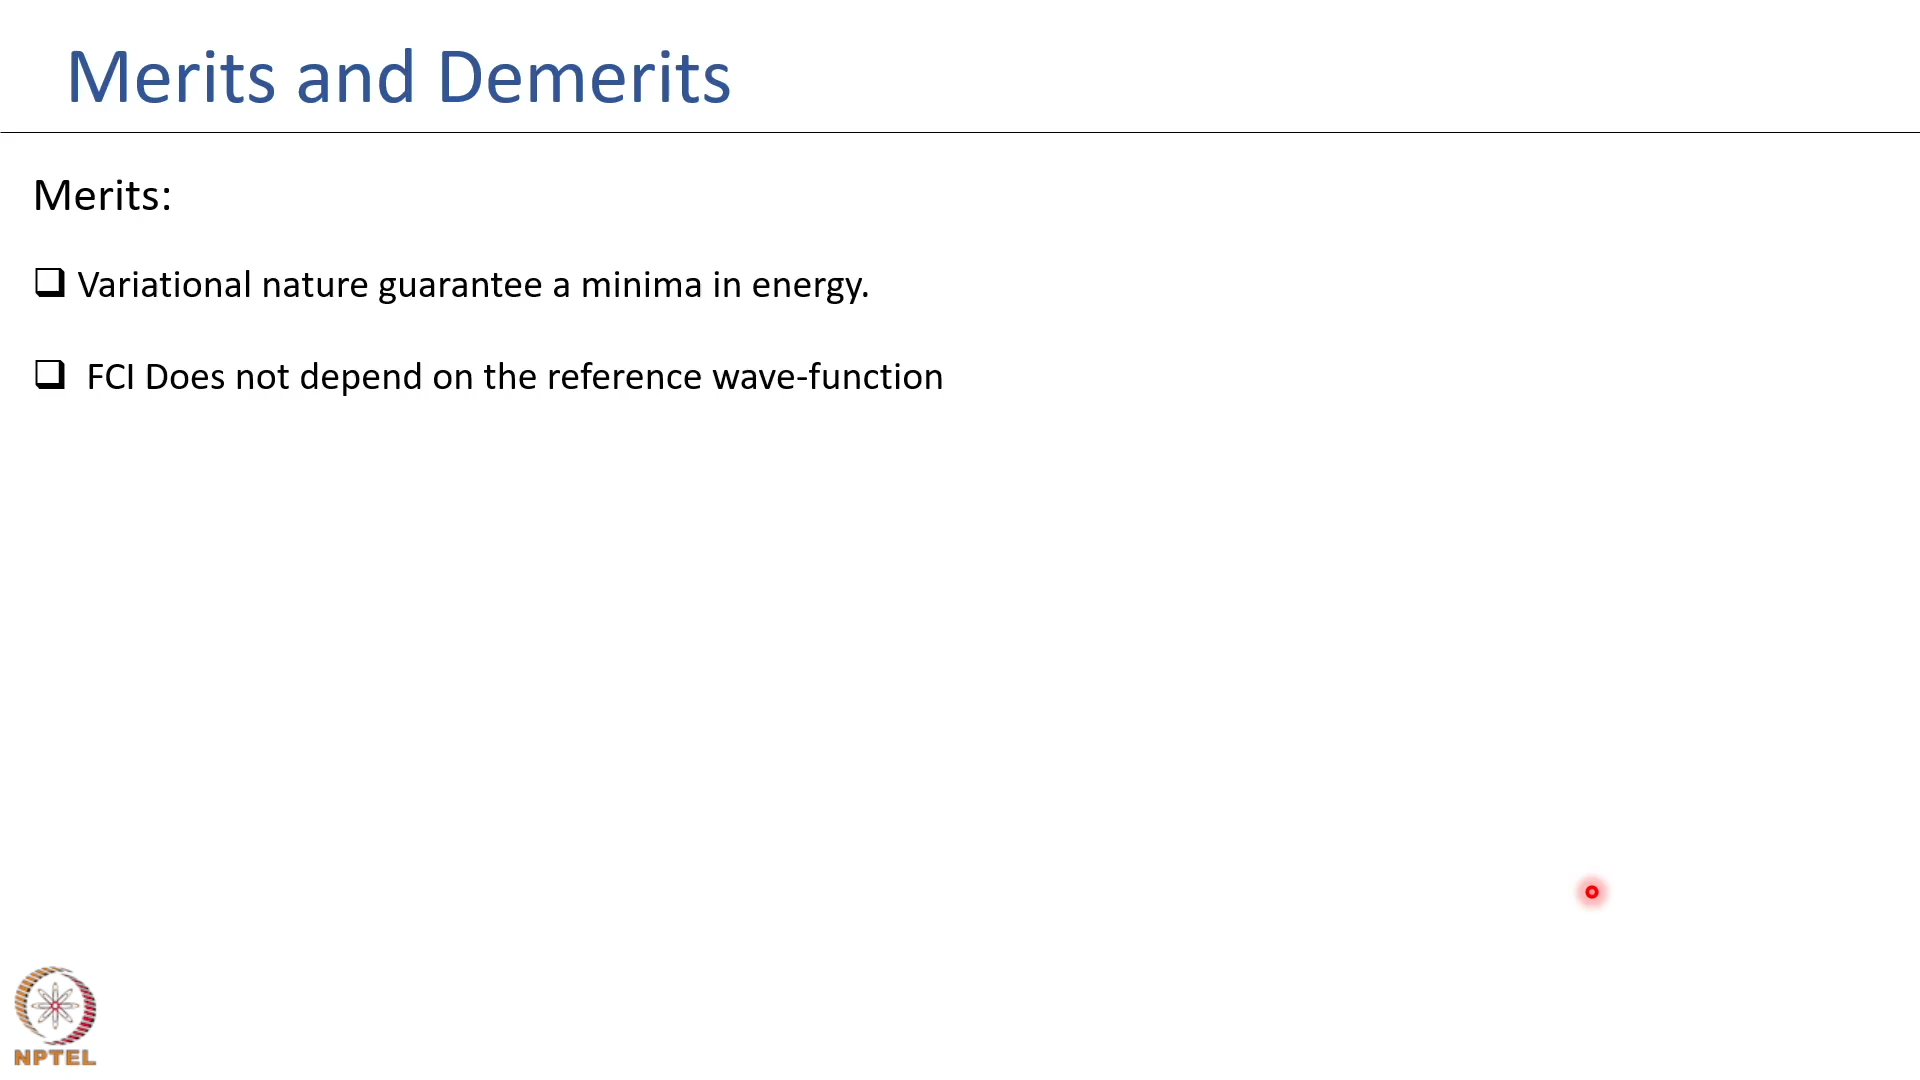 Merits and Demerits
Merits:
Variational nature guarantee a minima in energy.
FCI Does not depend on the reference wave-function
NPTEL